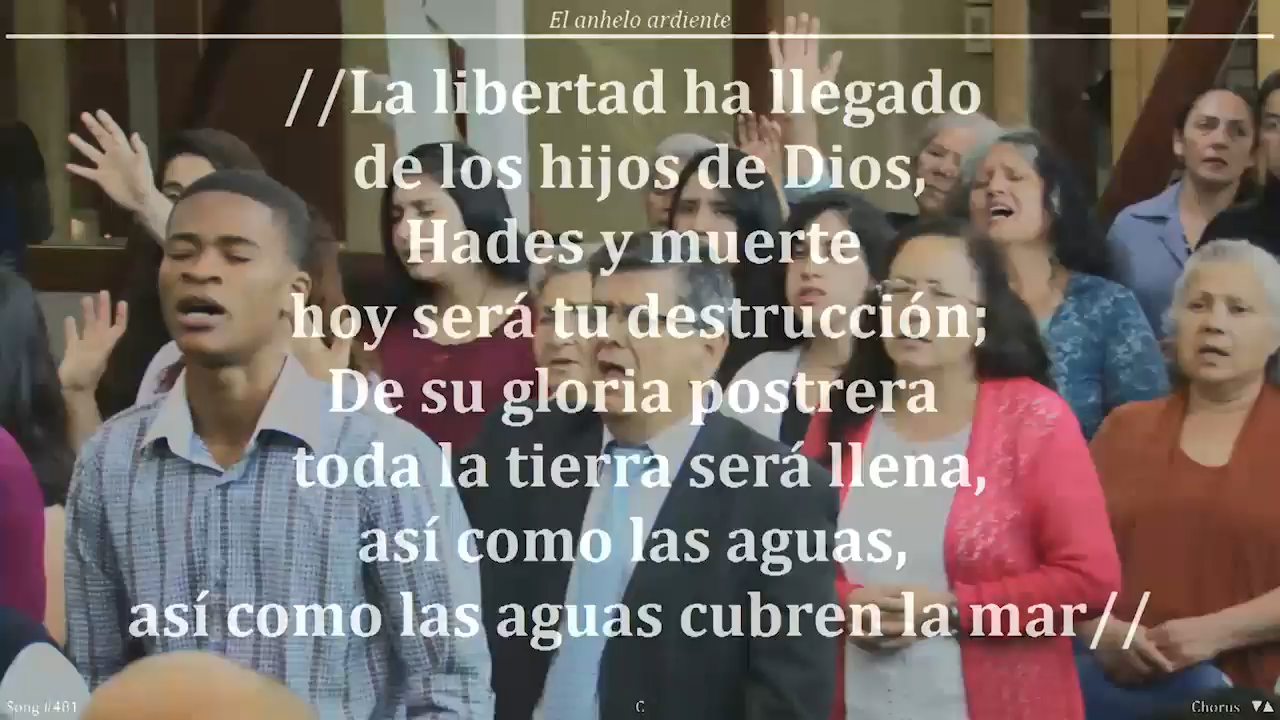 El anhelo ardiente
//La libertad ha llegado
de los hijos de Dios,
Hades y muerte
hoy será tu destrucción;
De su gloria postrera
toda la tierra será llena,
así como las aguas,
así como las aguas cubren la mar//
Song #481
C
Chorus ▼▲